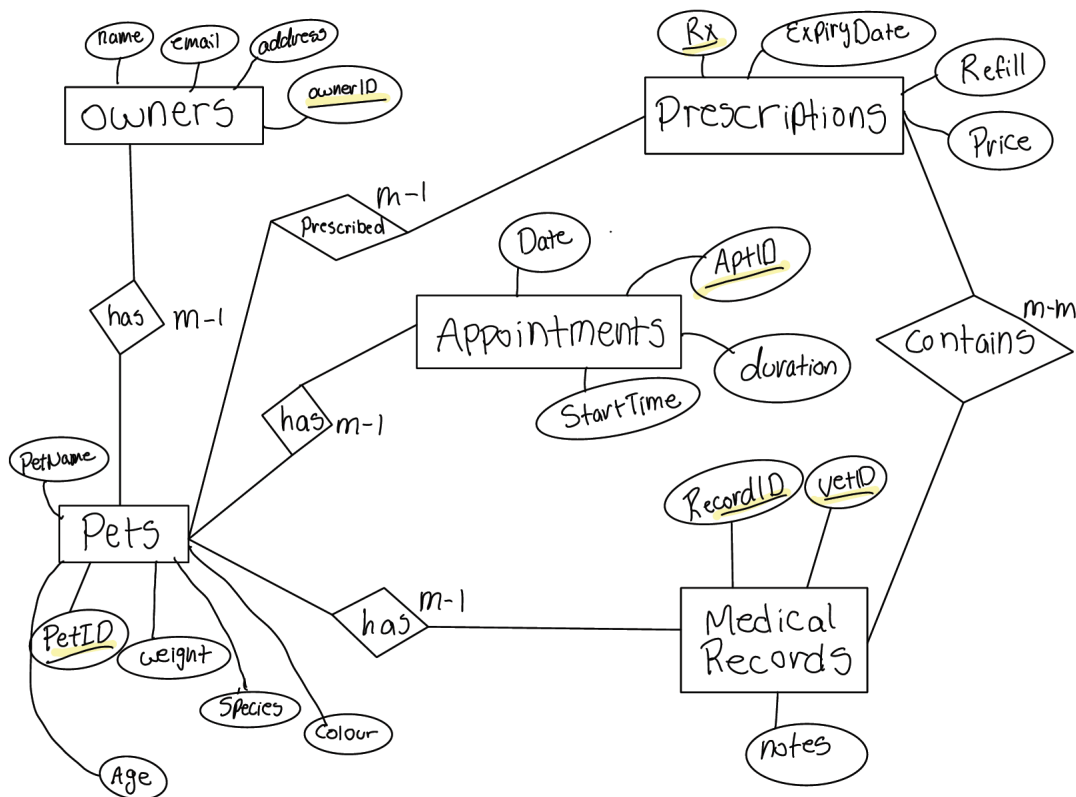 name
email
address
ownerID
owners
Rx
ExpiryDate
Refill
Price
Prescriptions
Prescribed
m-1
Date
AptID
Appointments
duration
StartTime
has
m-1
has
m-1
contains
m-m
PetName
Pets
PetID
weight
Species
Colour
Age
has
m-1
RecordID
vetID
Medical
Records
notes